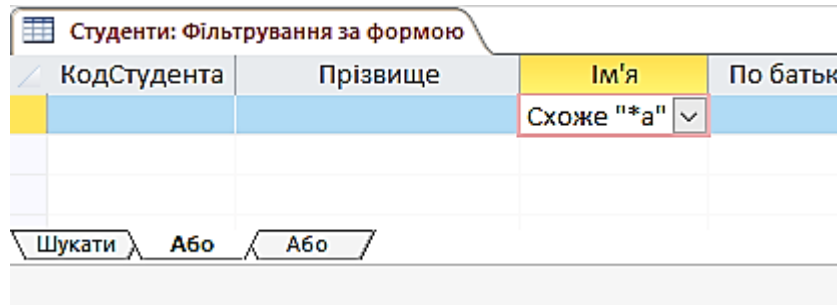 Студенти: Фільтрування за формою
КодСтудента Прізвище Ім'я По батьк
Схоже "*а"
Шукати Або Або